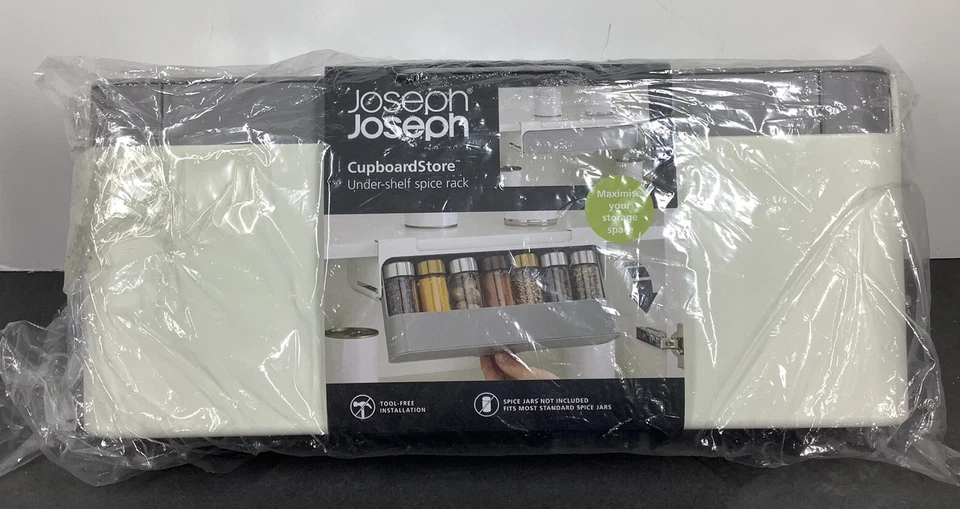 Joseph®
Joseph
CupboardStore™
Under-shelf spice rack
Maximise
your
storage
space
TOOL-FREE
INSTALLATION
SPICE JARS NOT INCLUDED
FITS MOST STANDARD SPICE JARS